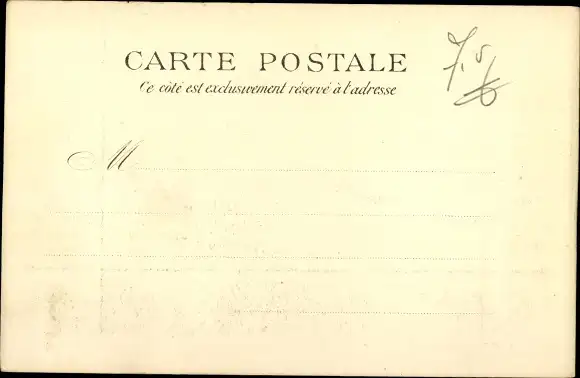 CARTE POSTALE
Ce côté est exclusivement réservé à l'adresse
M